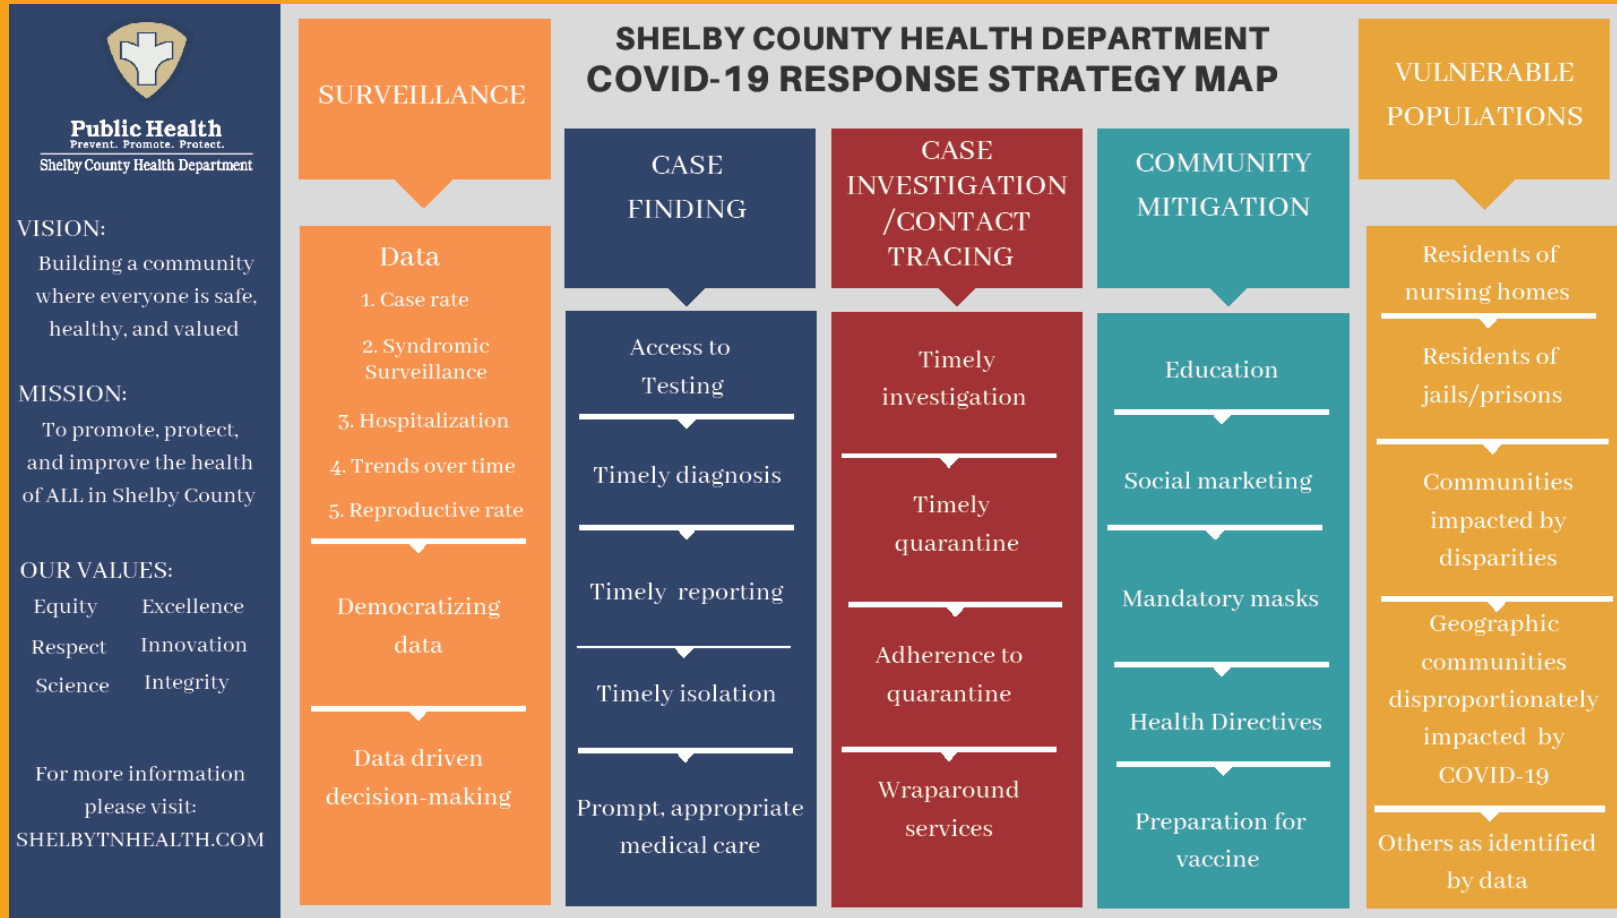 Public Health
Prevent. Promote. Protect.
Shelby County Health Department
VISION:
Building a community
where everyone is safe,
healthy, and valued
MISSION:
To promote, protect,
and improve the health
of ALL in Shelby County
OUR VALUES:
Equity Excellence
Respect Innovation
Science Integrity
For more information
please visit:
SHELBYTNHEALTH.COM
SHELBY COUNTY HEALTH DEPARTMENT
COVID-19 RESPONSE STRATEGY MAP
SURVEILLANCE
Data
1. Case rate
2. Syndromic
Surveillance
3. Hospitalization
4. Trends over time
5. Reproductive rate
Democratizing
data
Data driven
decision-making
CASE
FINDING
Access to
Testing
Timely diagnosis
Timely reporting
Timely isolation
Prompt, appropriate
medical care
CASE
INVESTIGATION
/CONTACT
TRACING
Timely
investigation
Timely
quarantine
Adherence to
quarantine
Wraparound
services
COMMUNITY
MITIGATION
Education
Social marketing
Mandatory masks
Health Directives
Preparation for
vaccine
VULNERABLE
POPULATIONS
Residents of
nursing homes
Residents of
jails/prisons
Communities
impacted by
disparities
Geographic
communities
disproportionately
impacted by
COVID-19
Others as identified
by data